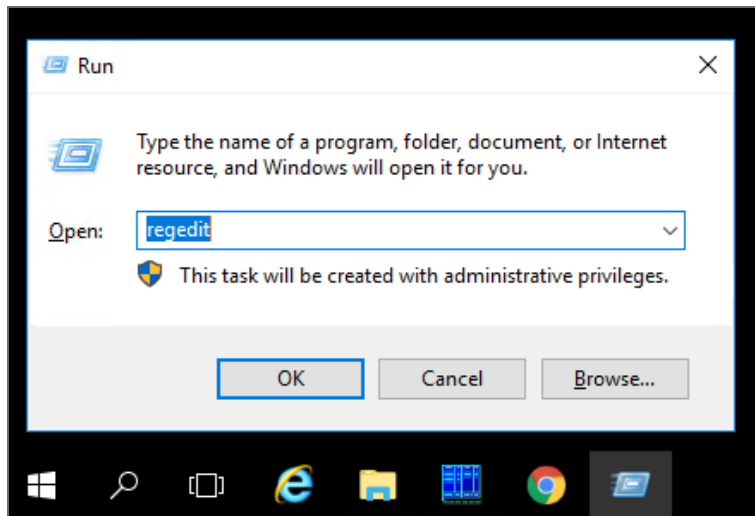 Run
Type the name of a program, folder, document, or Internet
resource, and Windows will open it for you.
Open:
regedit
This task will be created with administrative privileges.
OK
Cancel
Browse...